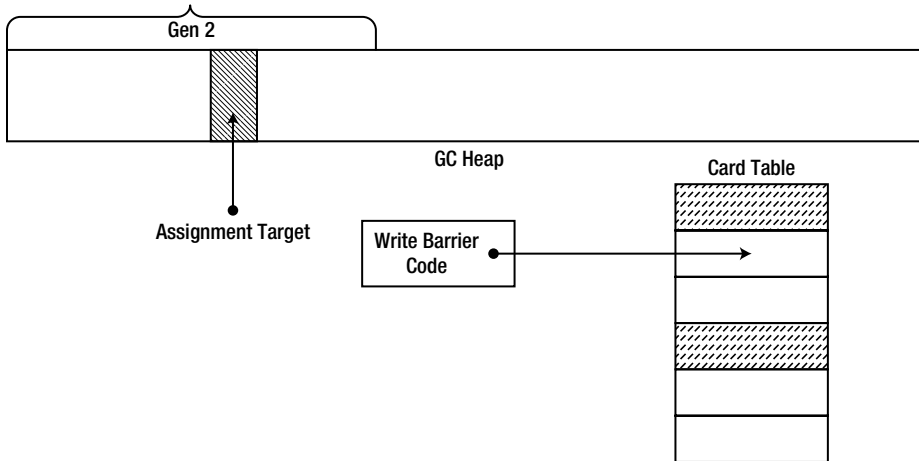 Gen 2
GC Heap
Card Table
Assignment Target
Write Barrier
Code